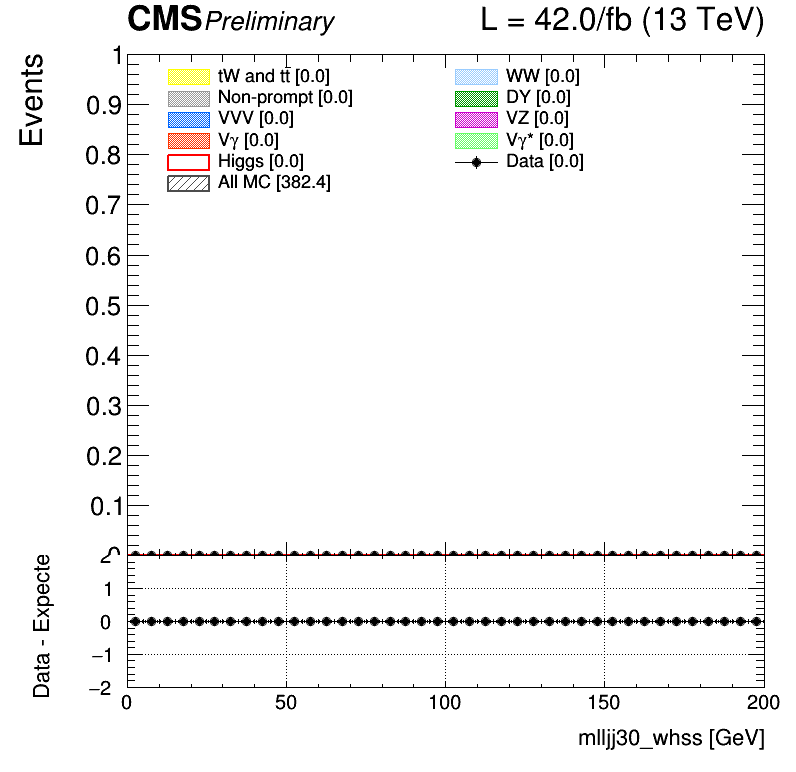 CMS Preliminary L = 42.0/fb (13 TeV)
Events
1
0.9
0.8
0.7
0.6
0.5
0.4
0.3
0.2
0.1
tW and tt̄ [0.0]
Non-prompt [0.0]
VVV [0.0]
Vγ [0.0]
Higgs [0.0]
All MC [382.4]
WW [0.0]
DY [0.0]
VZ [0.0]
Vγ* [0.0]
Data [0.0]
Data - Expecte
2
1
0
−1
−2
0 50 100 150 200
mlljj30_whss [GeV]